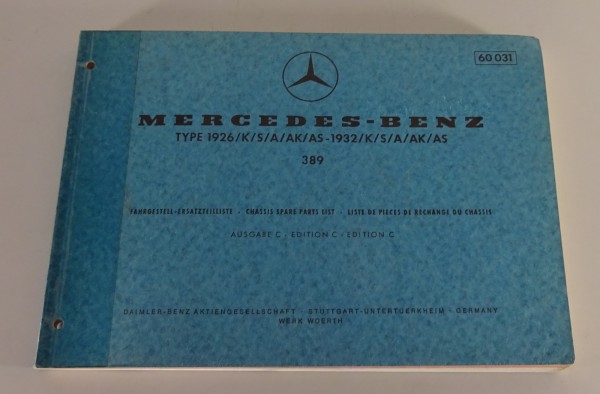 60 031
MERCEDES-BENZ
TYPE 1926/K/S/A/AK/AS-1932/K/S/A/AK/AS
389
FAHRGESTELL-ERSATZTEILLISTE · CHASSIS SPARE PARTS LIST · LISTE DE PIECES DE RECHANGE DU CHASSIS
AUSGABE C - EDITION C - EDITION C
DAIMLER-BENZ AKTIENGESELLSCHAFT · STUTTGART-UNTERTUERKHEIM · GERMANY
WERK WOERTH